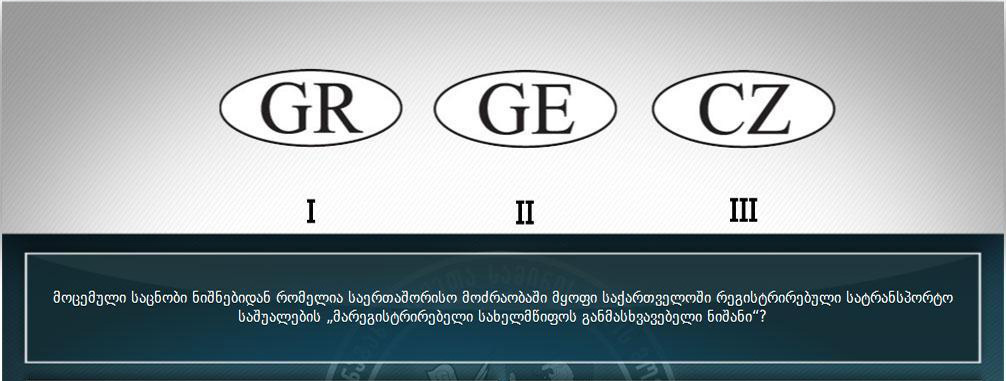 GR GE CZ
I II III
მოცემული საცნობი ნიშნებიდან რომელია საერთაშორისო მოძრაობაში მყოფი საქართველოში რეგისტრირებული სატრანსპორტო
საშუალების „მარეგისტრირებელი სახელმწიფოს განმასხვავებელი ნიშანი“?